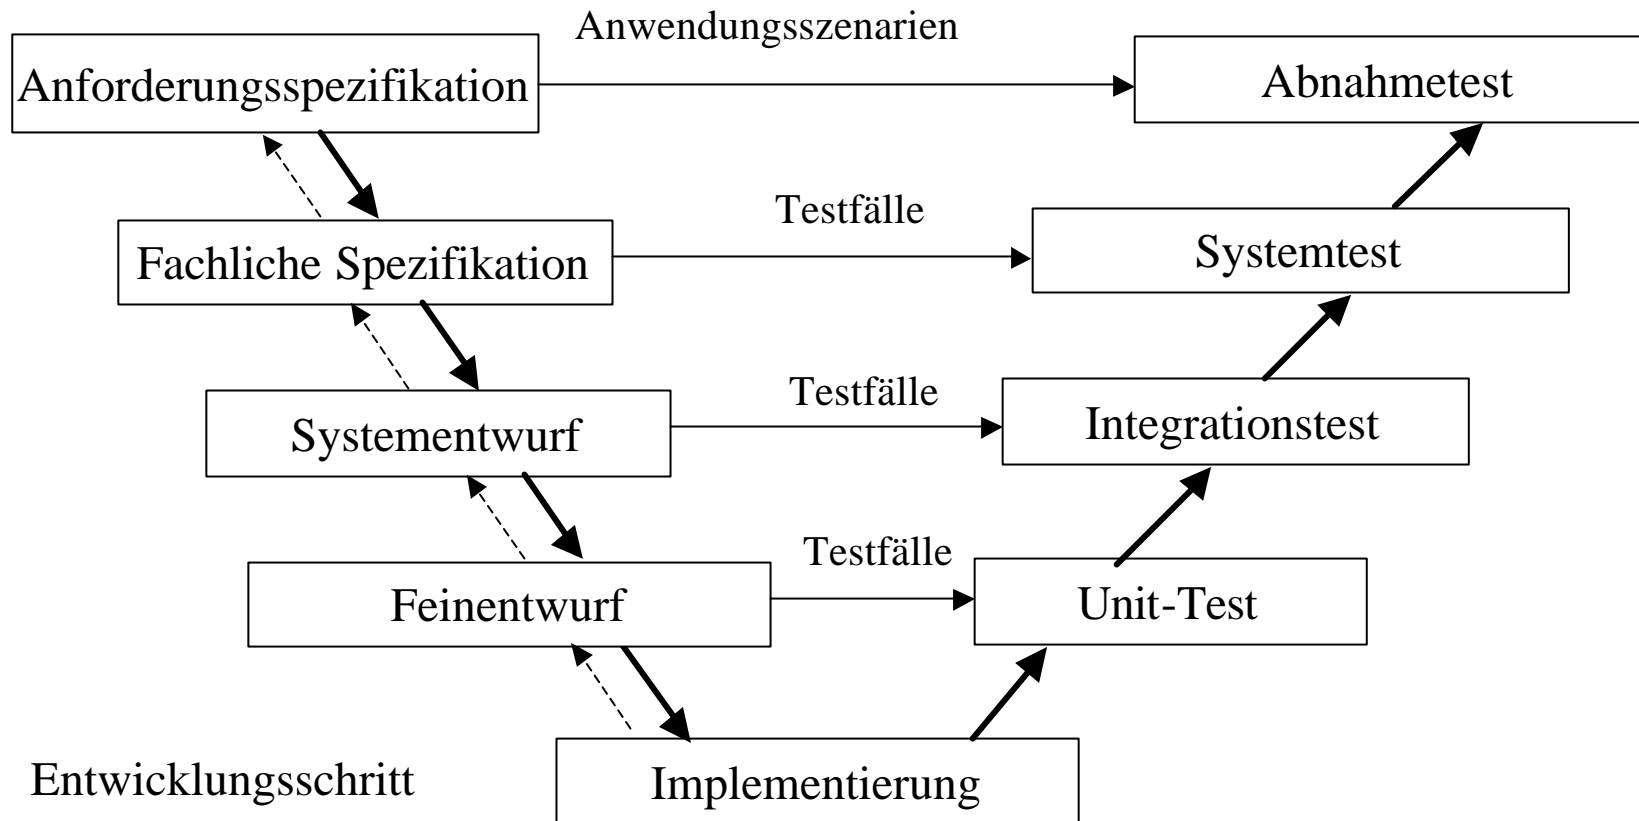 Anwendungsszenarien
Anforderungsspezifikation
Abnahmetest
Testfälle
Fachliche Spezifikation
Systemtest
Testfälle
Systementwurf
Integrationstest
Testfälle
Feinentwurf
Unit-Test
Entwicklungsschritt
Implementierung